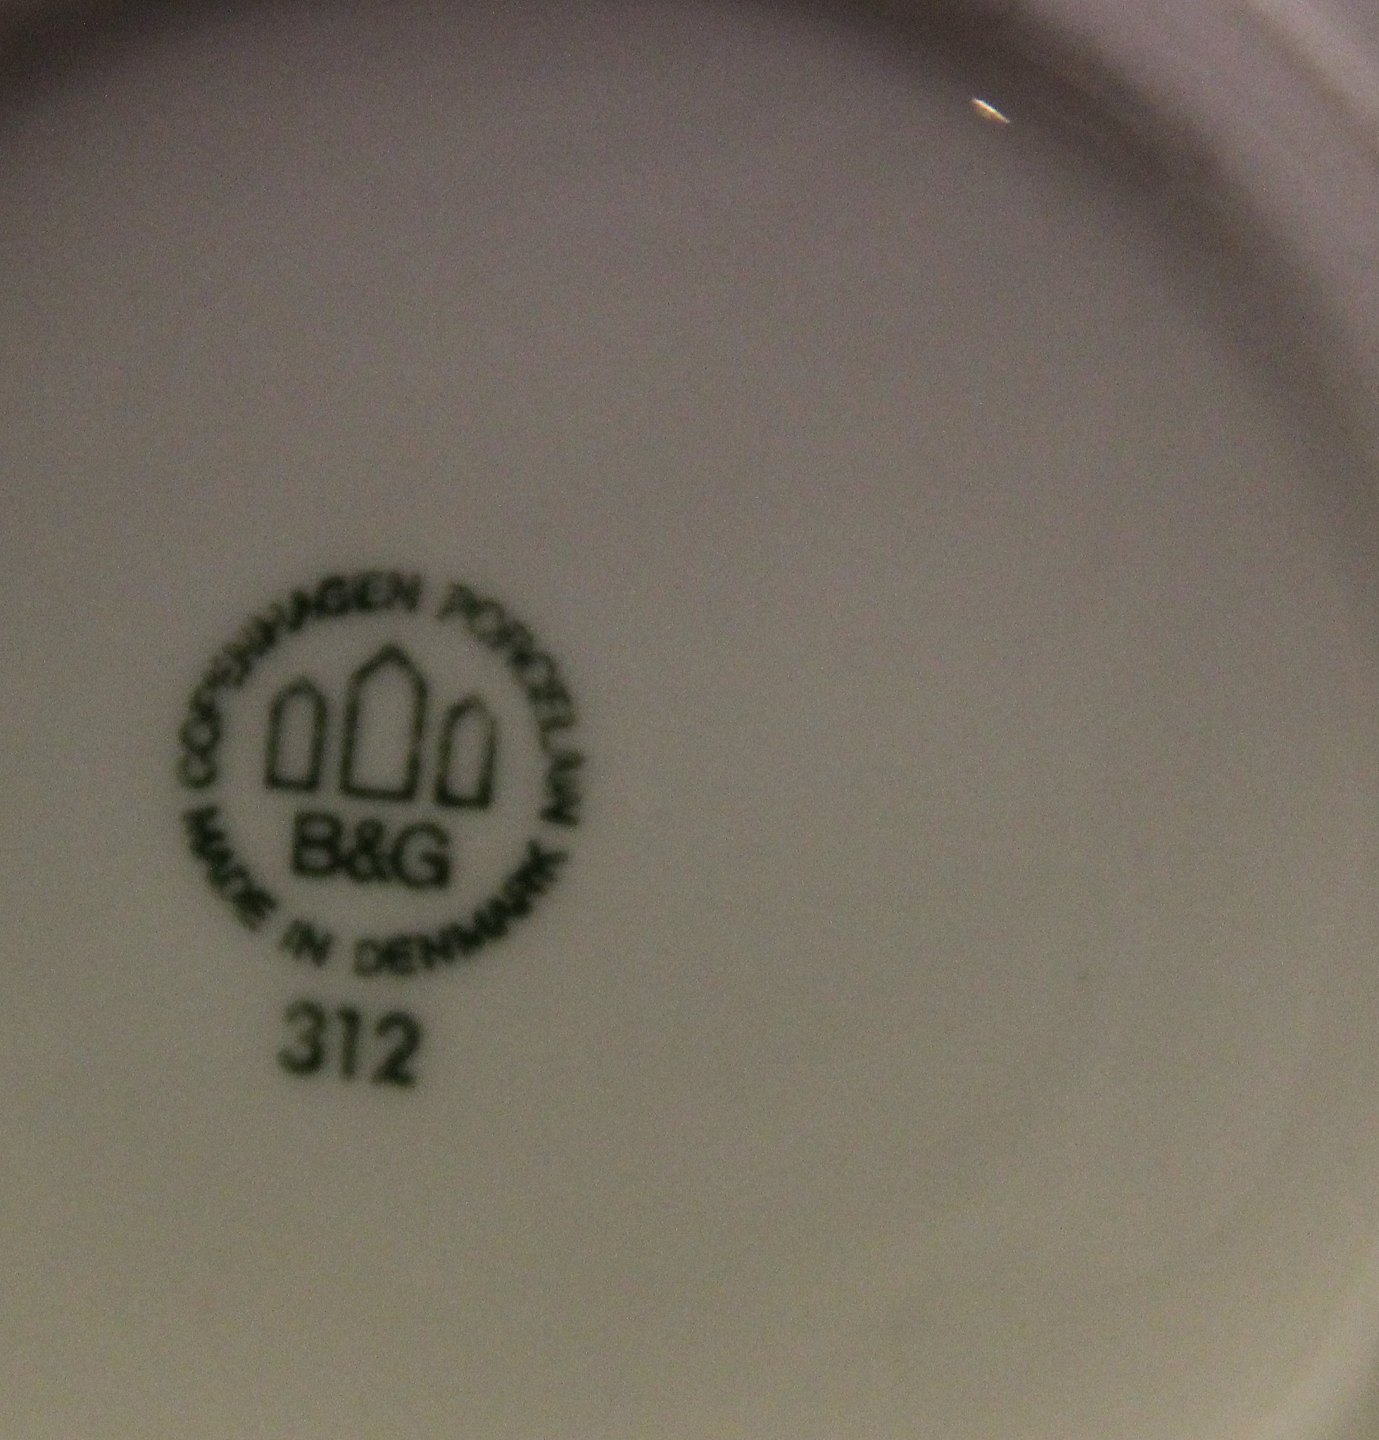 COPENHAGEN PORCELAIN
B&G
MADE IN DENMARK
312